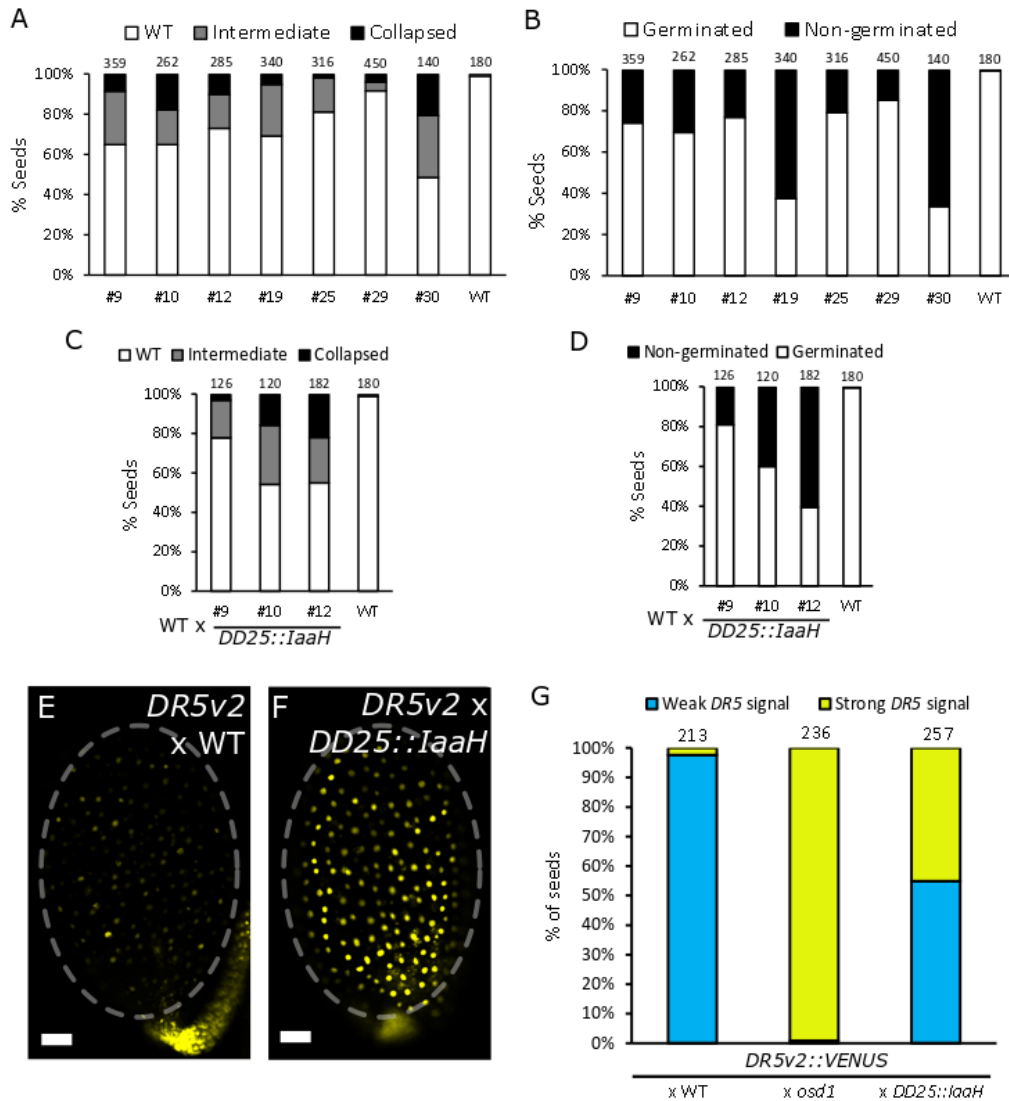 A
WT Intermediate Collapsed
359 262 285 340 316 450 140 180
100%
80%
60%
40%
20%
0%
% Seeds
#9 #10 #12 #19 #25 #29 #30 WT
B
Germinated Non-germinated
359 262 285 340 316 450 140 180
100%
80%
60%
40%
20%
0%
% Seeds
#9 #10 #12 #19 #25 #29 #30 WT
C
WT Intermediate Collapsed
126 120 182 180
100%
80%
60%
40%
20%
0%
% Seeds
#9 #10 #12 WT
WT x
DD25::IaaH
D
Non-germinated Germinated
126 120 182 180
100%
80%
60%
40%
20%
0%
% Seeds
#9 #10 #12 WT
WT x
DD25::IaaH
E
DR5v2
x WT
F
DR5v2 x
DD25::IaaH
G
Weak DR5 signal Strong DR5 signal
213 236 257
100%
90%
80%
70%
60%
50%
40%
30%
20%
10%
0%
% of seeds
DR5v2::VENUS
x WT x osd1 x DD25::IaaH